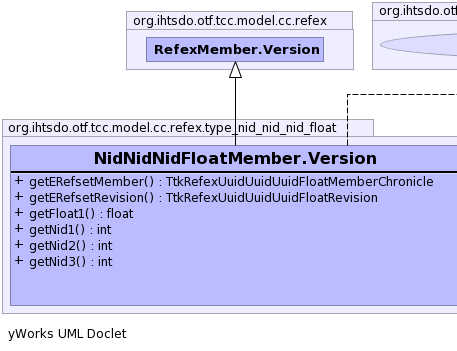 org.ihtsdo.otf.tcc.model.cc.refex
org.ihtsdo.otf
RefexMember.Version
org.ihtsdo.otf.tcc.model.cc.refex.type_nid_nid_nid_float
NidNidNidFloatMember.Version
+ getERefsetMember() : TtkRefexUuidUuidUuidFloatMemberChronicle
+ getERefsetRevision() : TtkRefexUuidUuidUuidFloatRevision
+ getFloat1() : float
+ getNid1() : int
+ getNid2() : int
+ getNid3() : int
yWorks UML Doclet